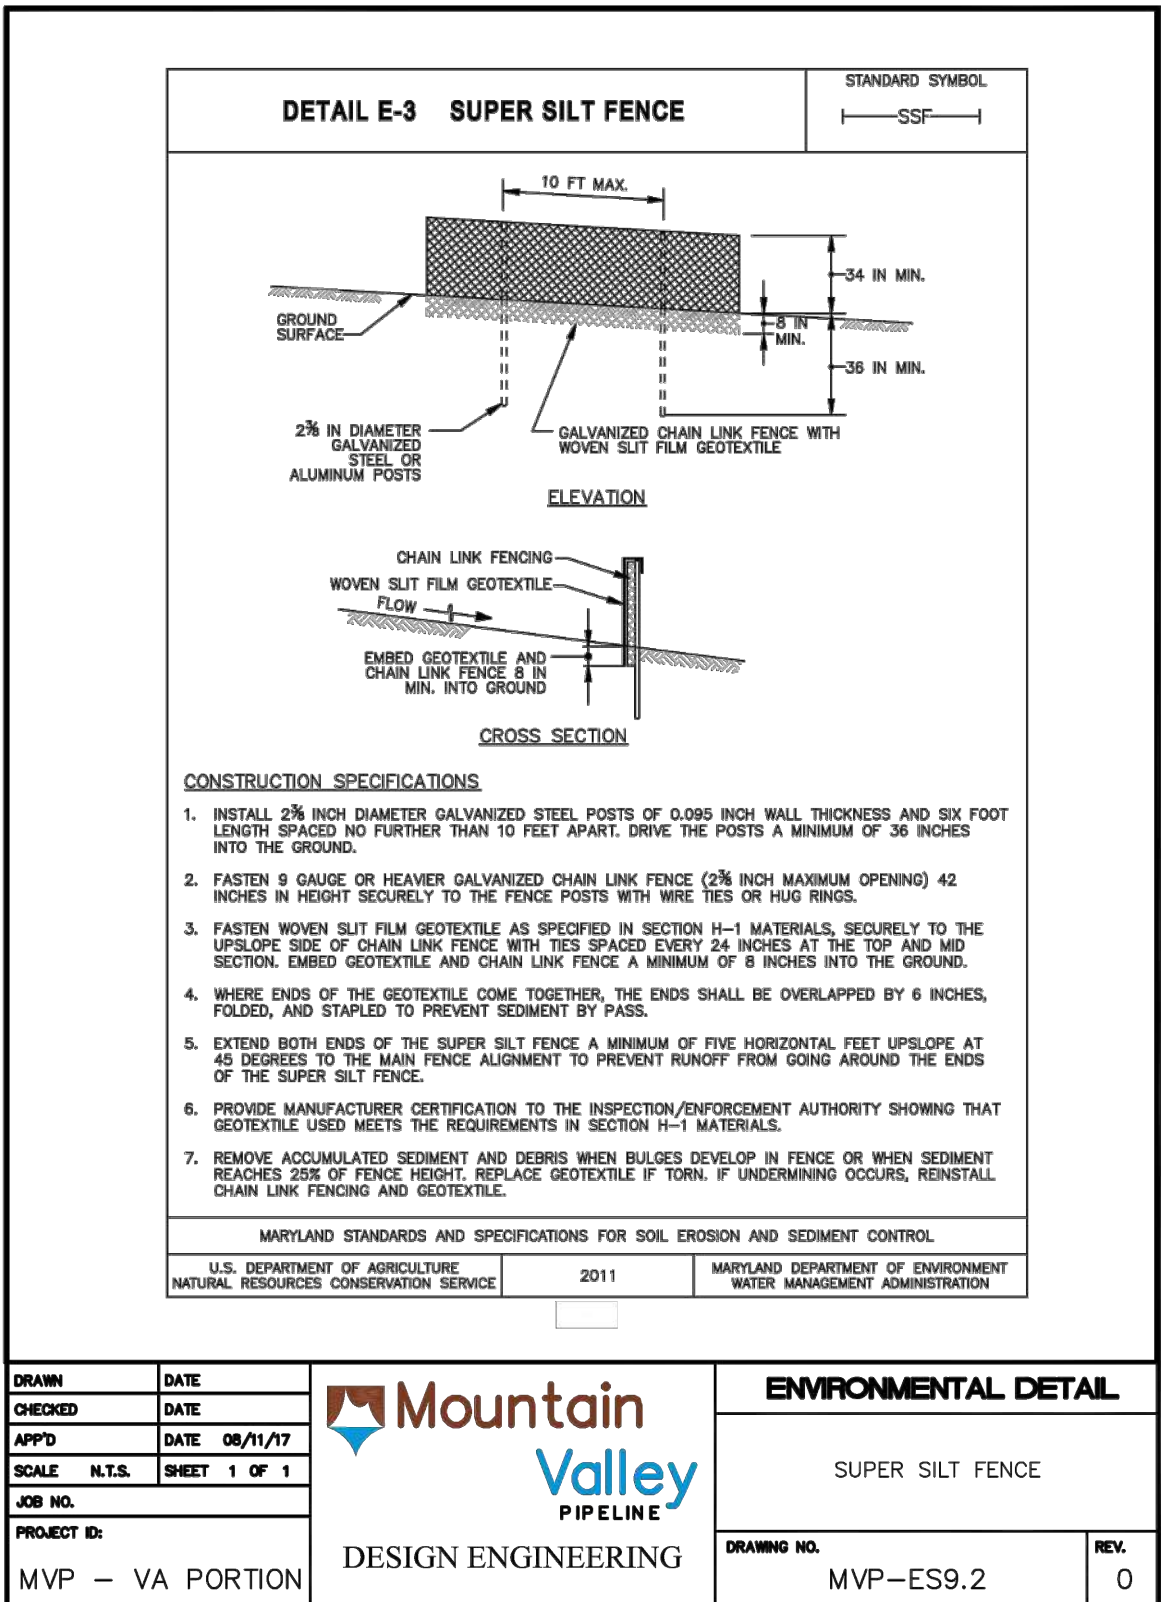 DETAIL E-3 SUPER SILT FENCE
STANDARD SYMBOL
SSF
10 FT MAX.
34 IN MIN.
GROUND
SURFACE
8 IN
MIN.
36 IN MIN.
2⅜ IN DIAMETER
GALVANIZED
STEEL OR
ALUMINUM POSTS
GALVANIZED CHAIN LINK FENCE WITH
WOVEN SLIT FILM GEOTEXTILE
ELEVATION
CHAIN LINK FENCING
WOVEN SLIT FILM GEOTEXTILE
FLOW
EMBED GEOTEXTILE AND
CHAIN LINK FENCE 8 IN
MIN. INTO GROUND
CROSS SECTION
CONSTRUCTION SPECIFICATIONS
1. INSTALL 2⅜ INCH DIAMETER GALVANIZED STEEL POSTS OF 0.095 INCH WALL THICKNESS AND SIX FOOT
LENGTH SPACED NO FURTHER THAN 10 FEET APART. DRIVE THE POSTS A MINIMUM OF 36 INCHES
INTO THE GROUND.
2. FASTEN 9 GAUGE OR HEAVIER GALVANIZED CHAIN LINK FENCE (2⅜ INCH MAXIMUM OPENING) 42
INCHES IN HEIGHT SECURELY TO THE FENCE POSTS WITH WIRE TIES OR HUG RINGS.
3. FASTEN WOVEN SLIT FILM GEOTEXTILE AS SPECIFIED IN SECTION H-1 MATERIALS, SECURELY TO THE
UPSLOPE SIDE OF CHAIN LINK FENCE WITH TIES SPACED EVERY 24 INCHES AT THE TOP AND MID
SECTION. EMBED GEOTEXTILE AND CHAIN LINK FENCE A MINIMUM OF 8 INCHES INTO THE GROUND.
4. WHERE ENDS OF THE GEOTEXTILE COME TOGETHER, THE ENDS SHALL BE OVERLAPPED BY 6 INCHES,
FOLDED, AND STAPLED TO PREVENT SEDIMENT BY PASS.
5. EXTEND BOTH ENDS OF THE SUPER SILT FENCE A MINIMUM OF FIVE HORIZONTAL FEET UPSLOPE AT
45 DEGREES TO THE MAIN FENCE ALIGNMENT TO PREVENT RUNOFF FROM GOING AROUND THE ENDS
OF THE SUPER SILT FENCE.
6. PROVIDE MANUFACTURER CERTIFICATION TO THE INSPECTION/ENFORCEMENT AUTHORITY SHOWING THAT
GEOTEXTILE USED MEETS THE REQUIREMENTS IN SECTION H-1 MATERIALS.
7. REMOVE ACCUMULATED SEDIMENT AND DEBRIS WHEN BULGES DEVELOP IN FENCE OR WHEN SEDIMENT
REACHES 25% OF FENCE HEIGHT. REPLACE GEOTEXTILE IF TORN. IF UNDERMINING OCCURS, REINSTALL
CHAIN LINK FENCING AND GEOTEXTILE.
MARYLAND STANDARDS AND SPECIFICATIONS FOR SOIL EROSION AND SEDIMENT CONTROL
U.S. DEPARTMENT OF AGRICULTURE
NATURAL RESOURCES CONSERVATION SERVICE
2011
MARYLAND DEPARTMENT OF ENVIRONMENT
WATER MANAGEMENT ADMINISTRATION
DRAWN DATE
CHECKED DATE
APP'D DATE 08/11/17
SCALE N.T.S. SHEET 1 OF 1
JOB NO.
PROJECT ID:
MVP - VA PORTION
Mountain
Valley
PIPELINE
DESIGN ENGINEERING
ENVIRONMENTAL DETAIL
SUPER SILT FENCE
DRAWING NO.
MVP-ES9.2
REV.
0